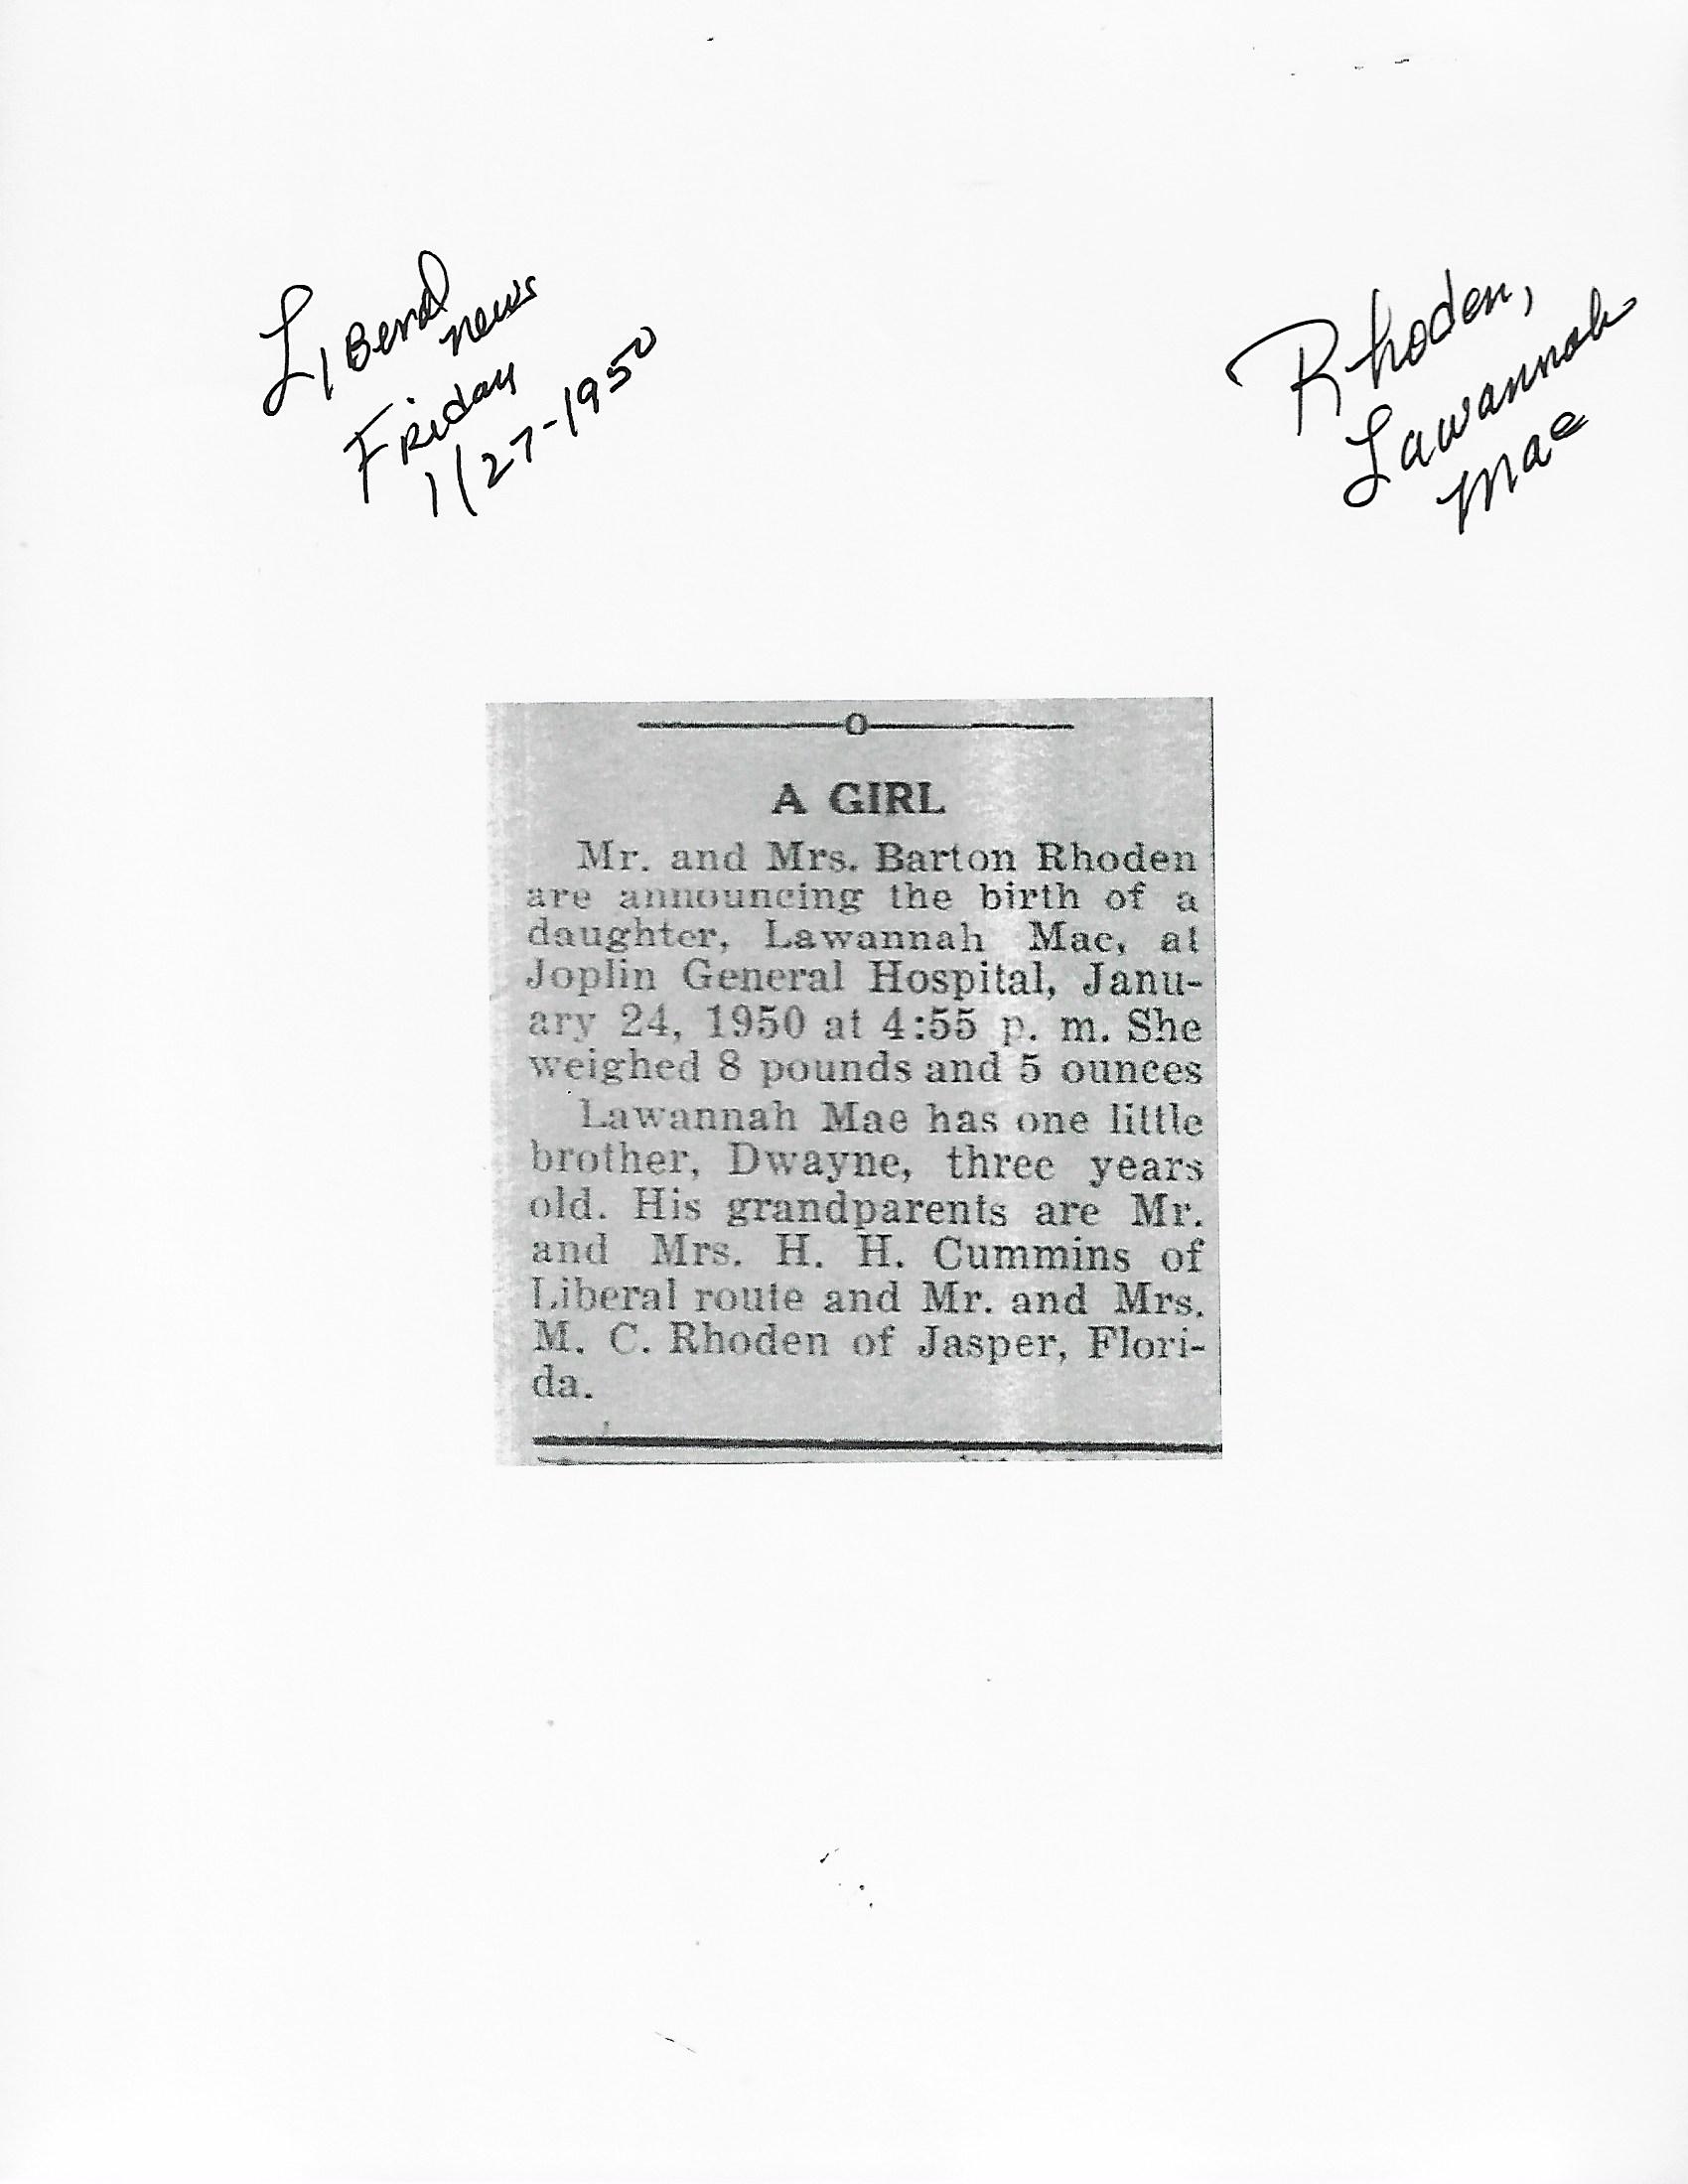 Liberal
news
Friday
1/27-1950
Rhoden,
Lawannah
Mae
A GIRL
Mr. and Mrs. Barton Rhoden
are announcing the birth of a
daughter, Lawannah Mae, at
Joplin General Hospital, Janu-
ary 24, 1950 at 4:55 p. m. She
weighed 8 pounds and 5 ounces
Lawannah Mae has one little
brother, Dwayne, three years
old. His grandparents are Mr.
and Mrs. H. H. Cummins of
Liberal route and Mr. and Mrs.
M. C. Rhoden of Jasper, Flori-
da.